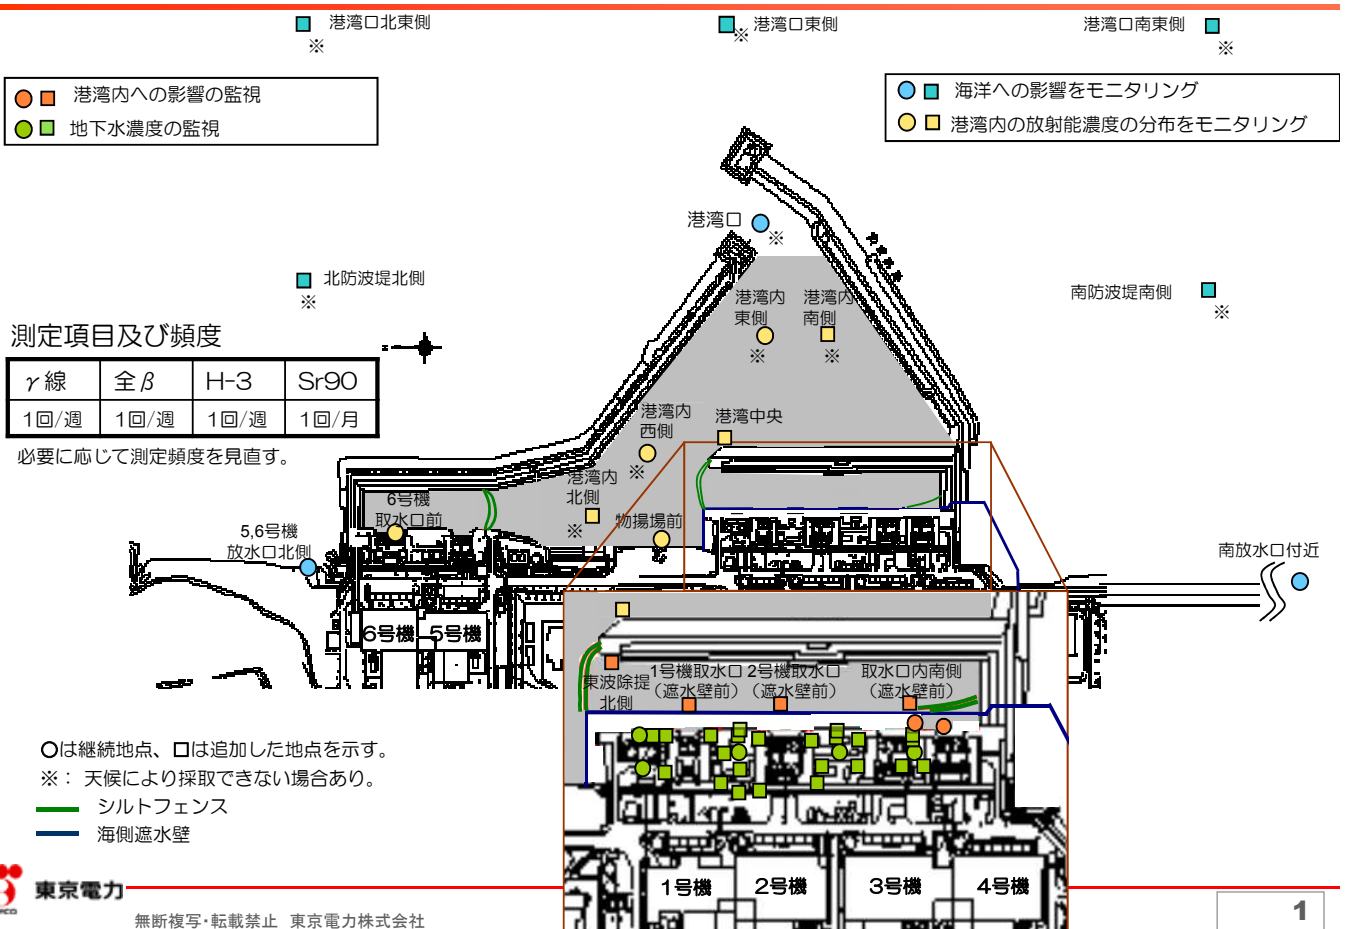 港湾口北東側
※
港湾口東側
※
港湾口南東側
※
港湾内への影響の監視
地下水濃度の監視
海洋への影響をモニタリング
港湾内の放射能濃度の分布をモニタリング
港湾口
※
北防波堤北側
※
南防波堤南側
※
港湾内
東側
※
港湾内
南側
※
測定項目及び頻度
γ線 全β H-3 Sr90
1回/週 1回/週 1回/週 1回/月
必要に応じて測定頻度を見直す。
港湾内
西側
※
港湾中央
港湾内
北側
※
物揚場前
6号機
取水口前
5,6号機
放水口北側
南放水口付近
6号機 5号機
東波除堤
北側
1号機取水口
(遮水壁前)
2号機取水口
(遮水壁前)
取水口内南側
(遮水壁前)
○は継続地点、□は追加した地点を示す。
※： 天候により採取できない場合あり。
シルトフェンス
海側遮水壁
1号機 2号機 3号機 4号機
東京電力
無断複写・転載禁止 東京電力株式会社
1